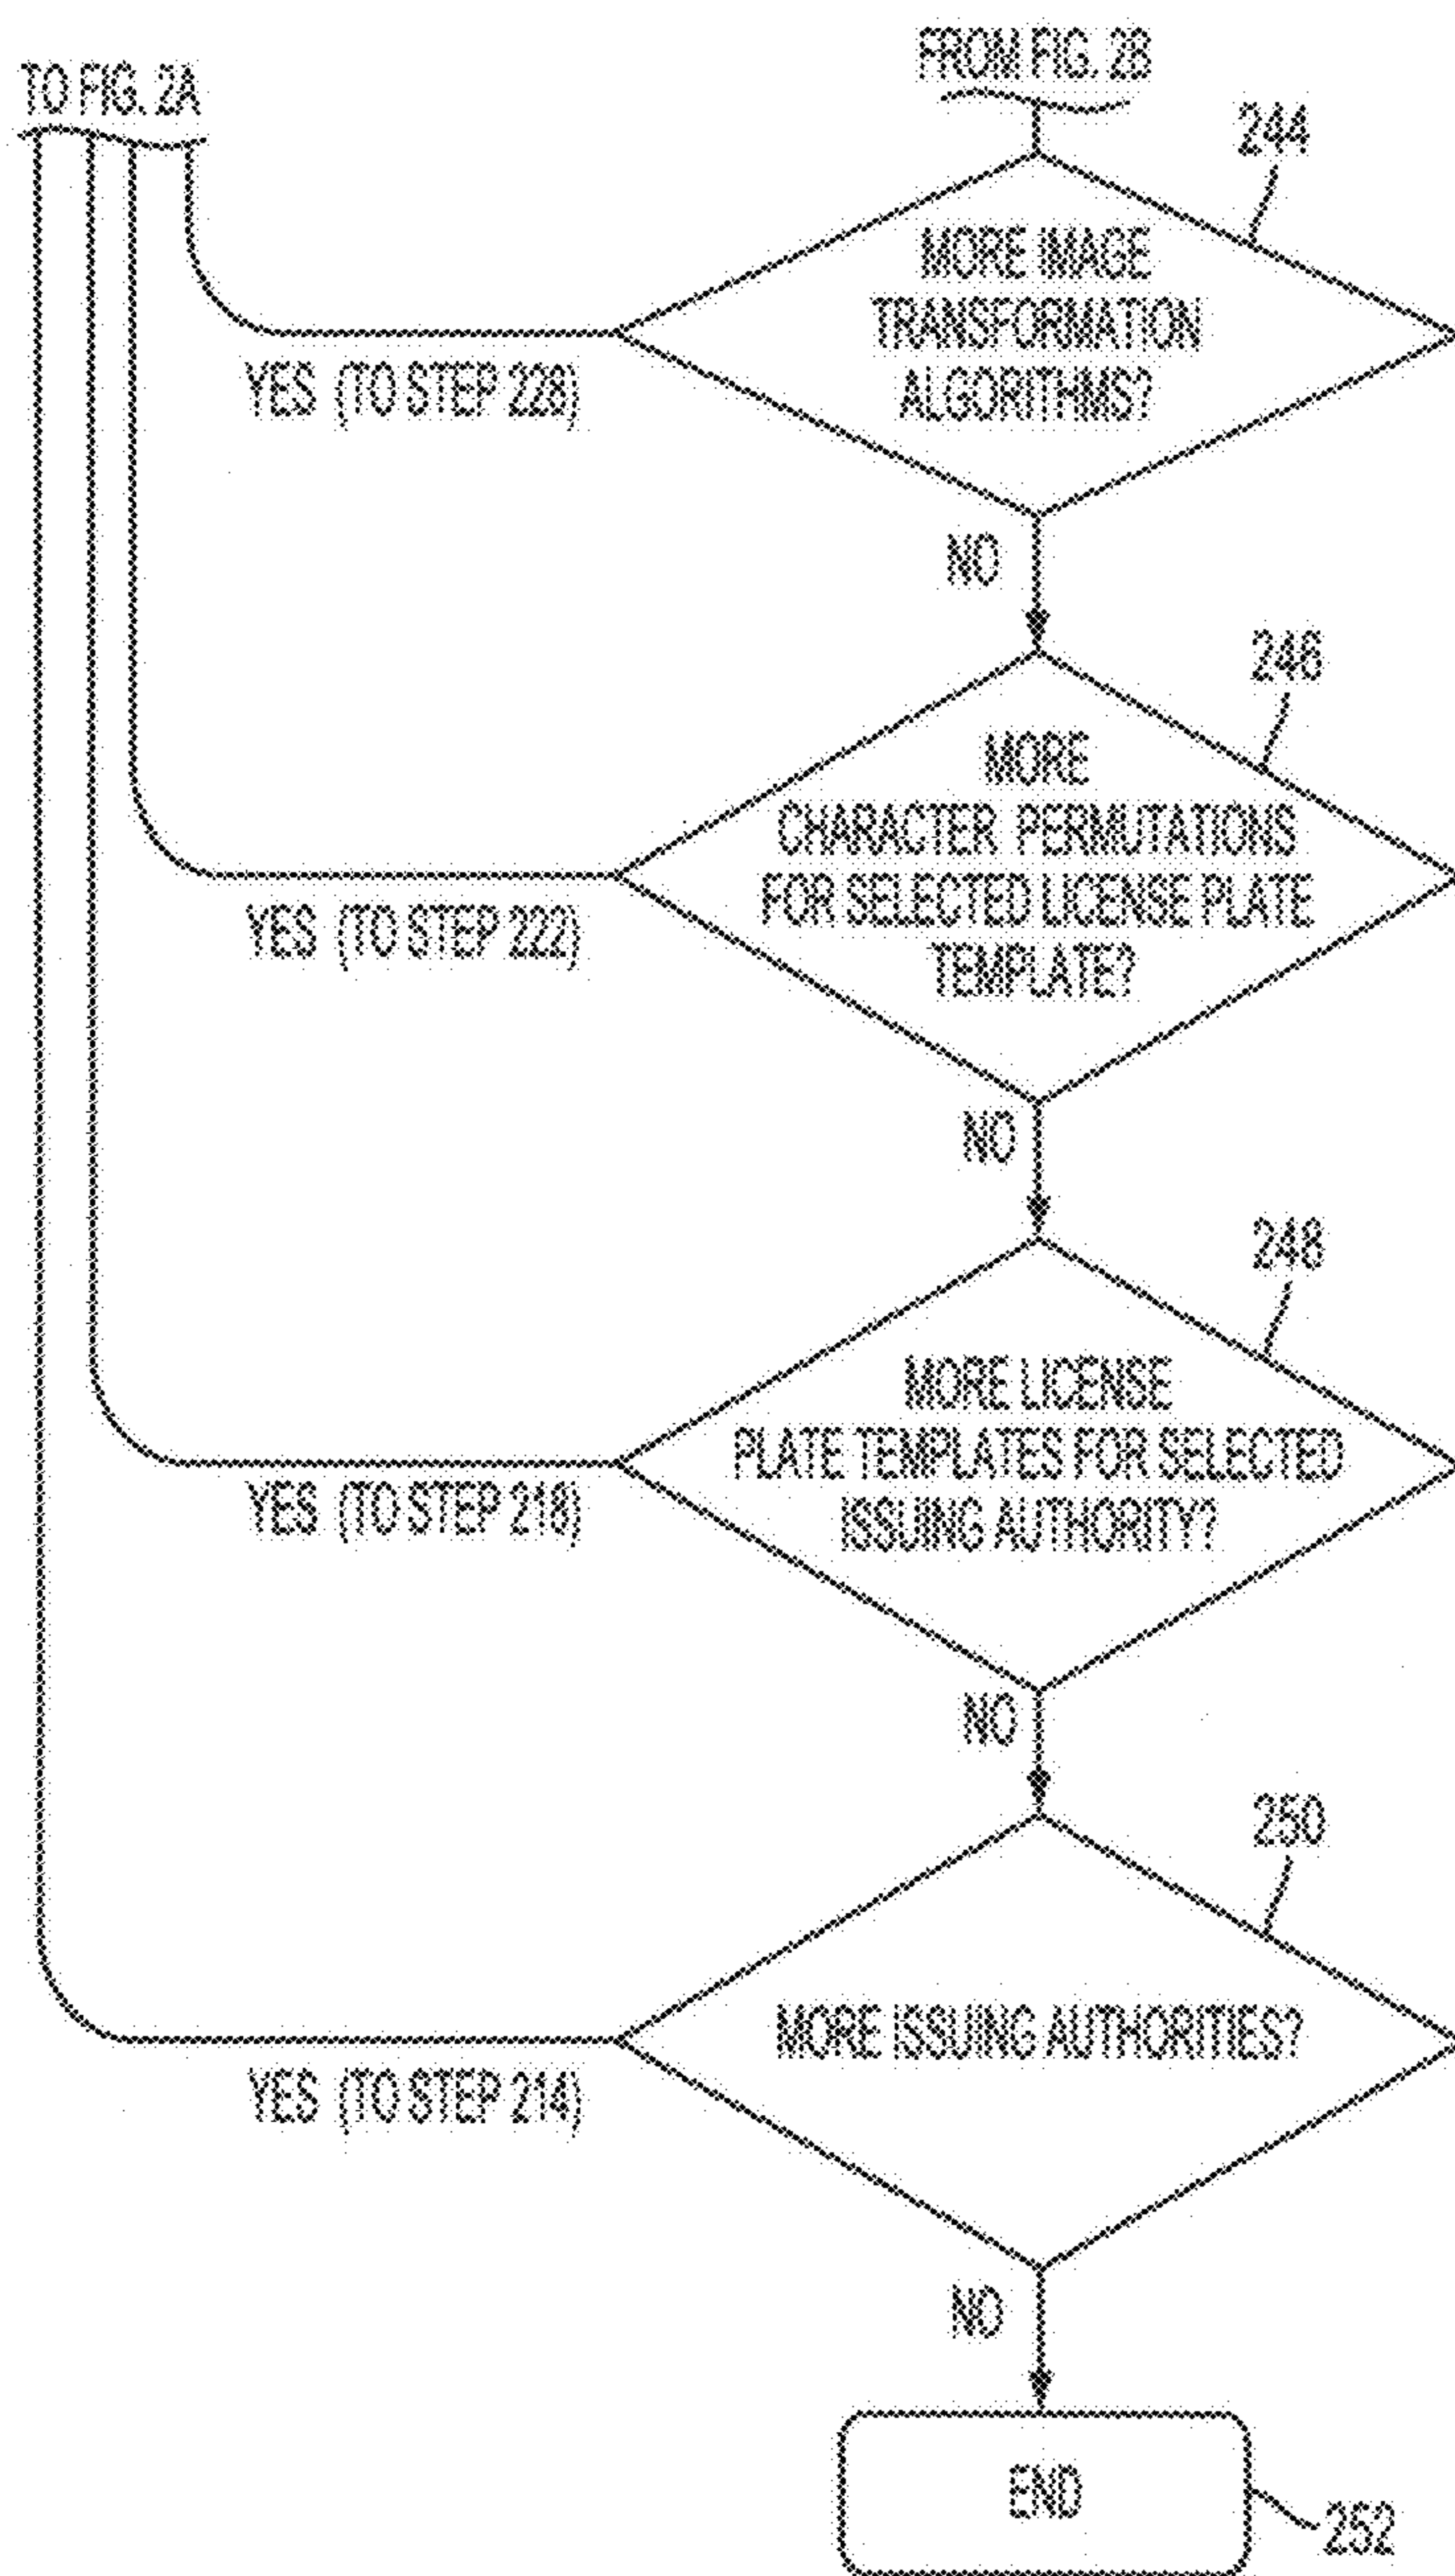 TO FIG. 2A
FROM FIG. 2B
244
MORE IMAGE
TRANSFORMATION
ALGORITHMS?
YES (TO STEP 228)
NO
246
MORE
CHARACTER PERMUTATIONS
FOR SELECTED LICENSE PLATE
TEMPLATE?
YES (TO STEP 222)
NO
248
MORE LICENSE
PLATE TEMPLATES FOR SELECTED
ISSUING AUTHORITY?
YES (TO STEP 218)
NO
250
MORE ISSUING AUTHORITIES?
YES (TO STEP 214)
NO
END
252